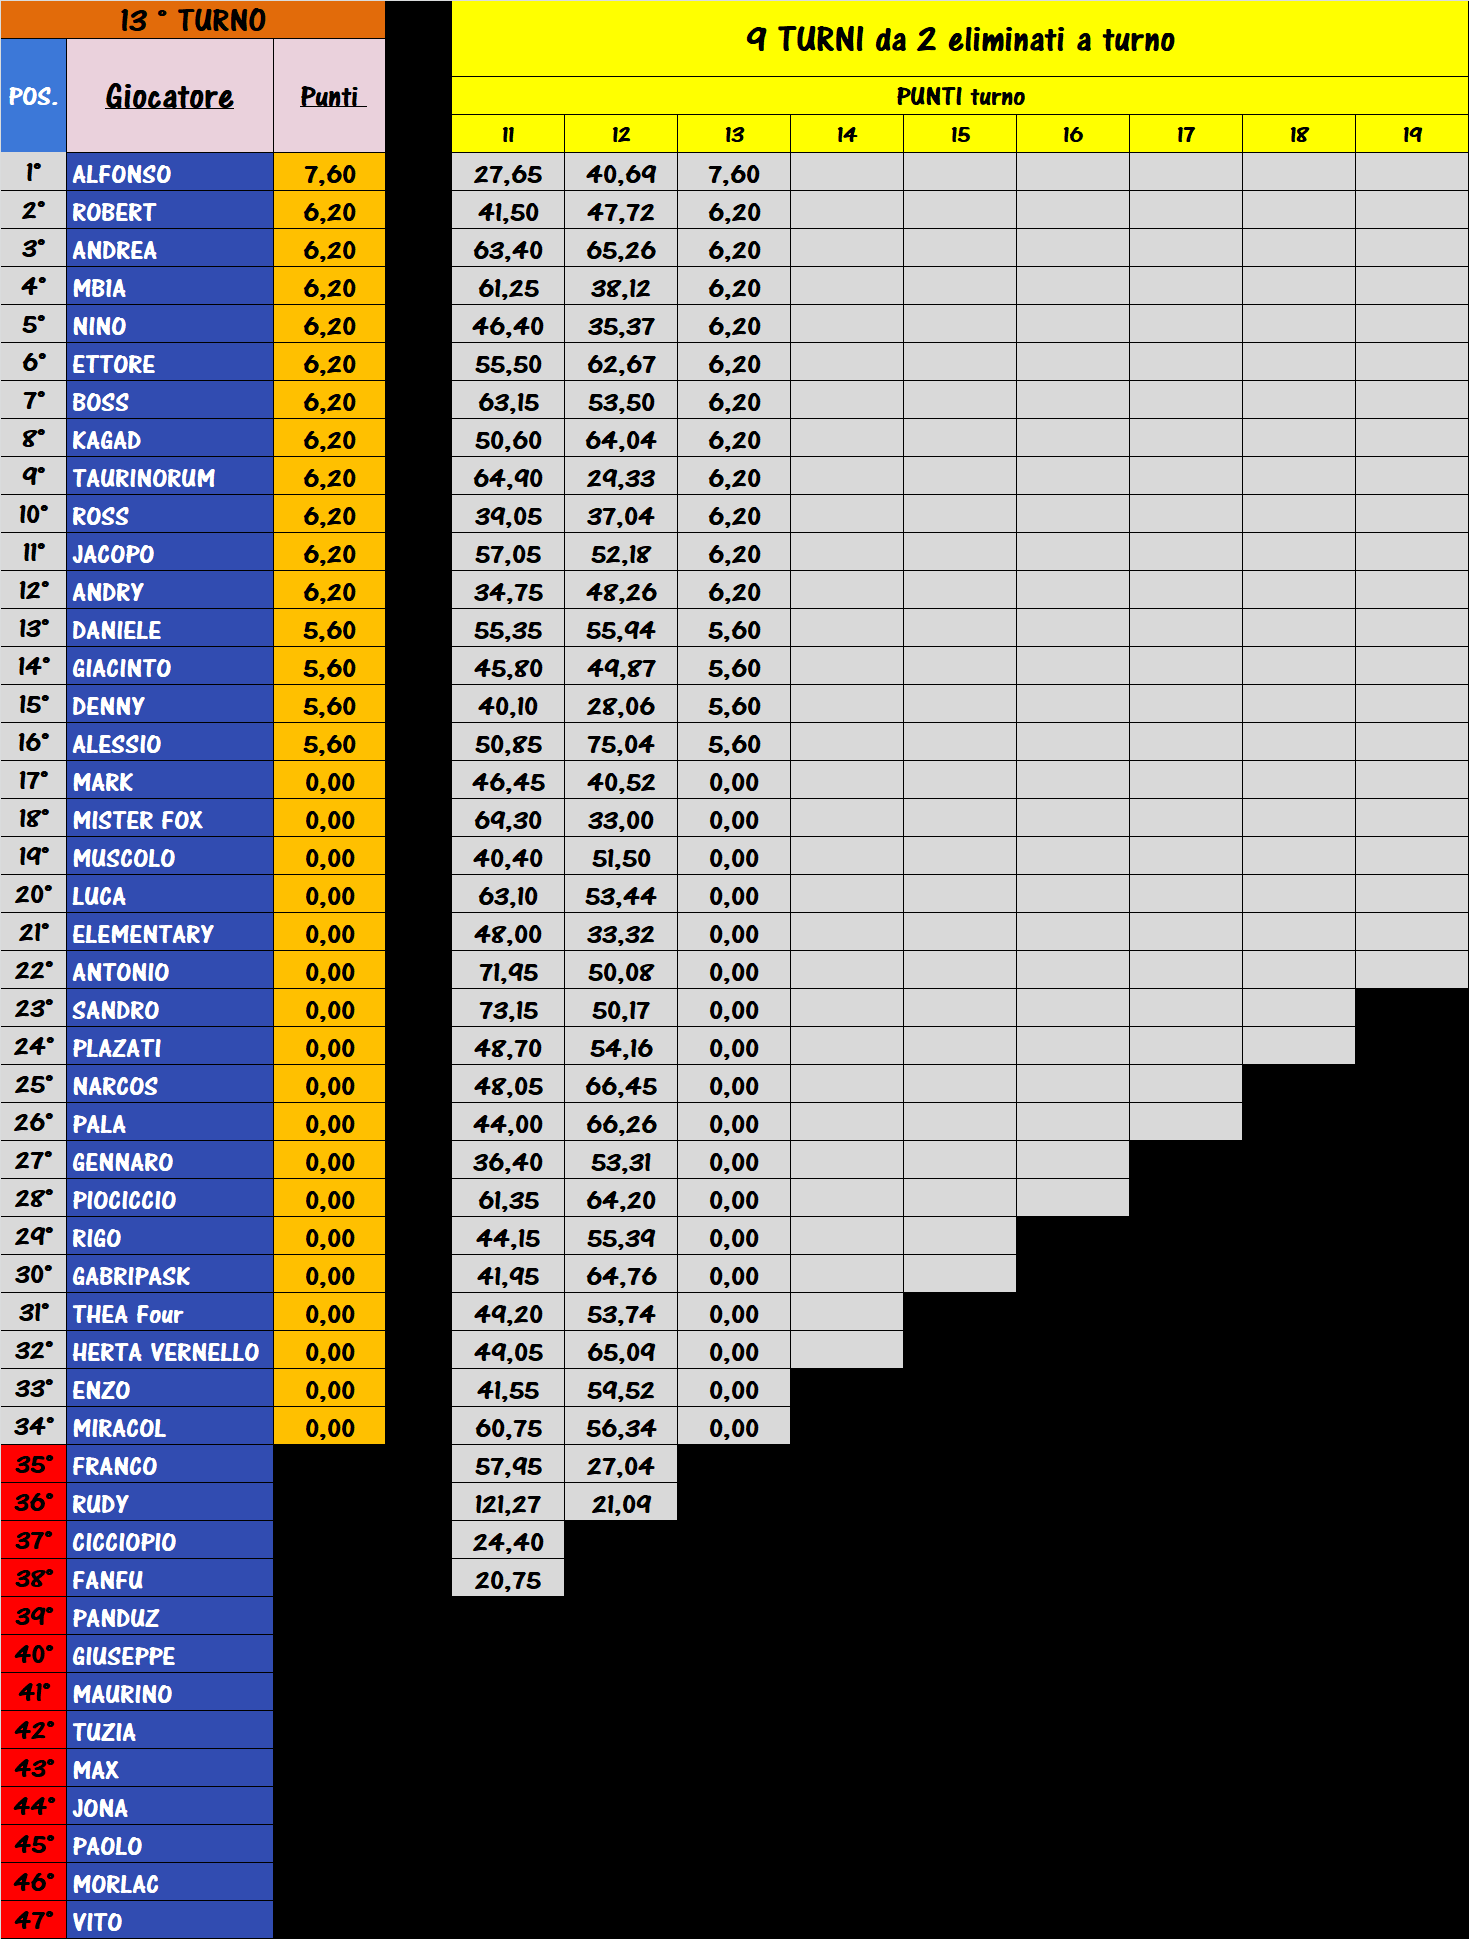 13 ° TURNO
9 TURNI da 2 eliminati a turno
POS. Giocatore Punti
PUNTI turno
11 12 13 14 15 16 17 18 19
1° ALFONSO 7,60 27,65 40,69 7,60
2° ROBERT 6,20 41,50 47,72 6,20
3° ANDREA 6,20 63,40 65,26 6,20
4° MBIA 6,20 61,25 38,12 6,20
5° NINO 6,20 46,40 35,37 6,20
6° ETTORE 6,20 55,50 62,67 6,20
7° BOSS 6,20 63,15 53,50 6,20
8° KAGAD 6,20 50,60 64,04 6,20
9° TAURINORUM 6,20 64,90 29,33 6,20
10° ROSS 6,20 39,05 37,04 6,20
11° JACOPO 6,20 57,05 52,18 6,20
12° ANDRY 6,20 34,75 48,26 6,20
13° DANIELE 5,60 55,35 55,94 5,60
14° GIACINTO 5,60 45,80 49,87 5,60
15° DENNY 5,60 40,10 28,06 5,60
16° ALESSIO 5,60 50,85 75,04 5,60
17° MARK 0,00 46,45 40,52 0,00
18° MISTER FOX 0,00 69,30 33,00 0,00
19° MUSCOLO 0,00 40,40 51,50 0,00
20° LUCA 0,00 63,10 53,44 0,00
21° ELEMENTARY 0,00 48,00 33,32 0,00
22° ANTONIO 0,00 71,95 50,08 0,00
23° SANDRO 0,00 73,15 50,17 0,00
24° PLAZATI 0,00 48,70 54,16 0,00
25° NARCOS 0,00 48,05 66,45 0,00
26° PALA 0,00 44,00 66,26 0,00
27° GENNARO 0,00 36,40 53,31 0,00
28° PIOCICCIO 0,00 61,35 64,20 0,00
29° RIGO 0,00 44,15 55,39 0,00
30° GABRIPASK 0,00 41,95 64,76 0,00
31° THEA Four 0,00 49,20 53,74 0,00
32° HERTA VERNELLO 0,00 49,05 65,09 0,00
33° ENZO 0,00 41,55 59,52 0,00
34° MIRACOL 0,00 60,75 56,34 0,00
35° FRANCO 57,95 27,04
36° RUDY 121,27 21,09
37° CICCIOPIO 24,40
38° FANFU 20,75
39° PANDUZ
40° GIUSEPPE
41° MAURINO
42° TUZIA
43° MAX
44° JONA
45° PAOLO
46° MORLAC
47° VITO